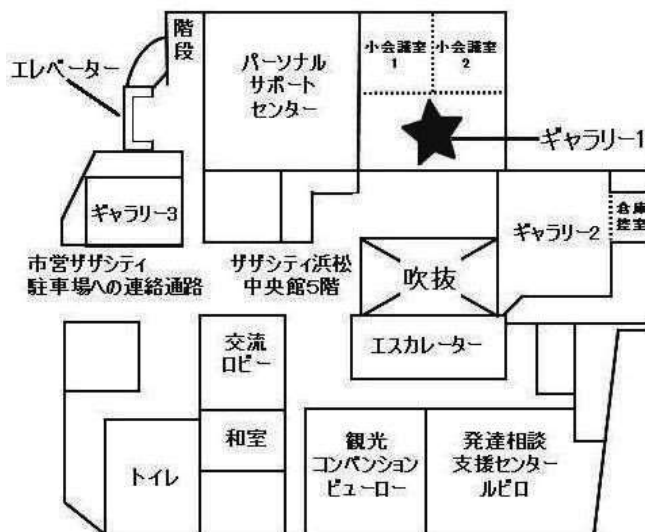 階
段
エレベーター
パーソナル
サポート
センター
小会議室
1
小会議室
2
ギャラリー1
ギャラリー3
ギャラリー2
倉庫
控室
市営ザザシティ
駐車場への連絡通路
ザザシティ浜松
中央館5階
吹抜
エスカレーター
交流
ロビー
和室
トイレ
観光
コンベンション
ビューロー
発達相談
支援センター
ルピロ